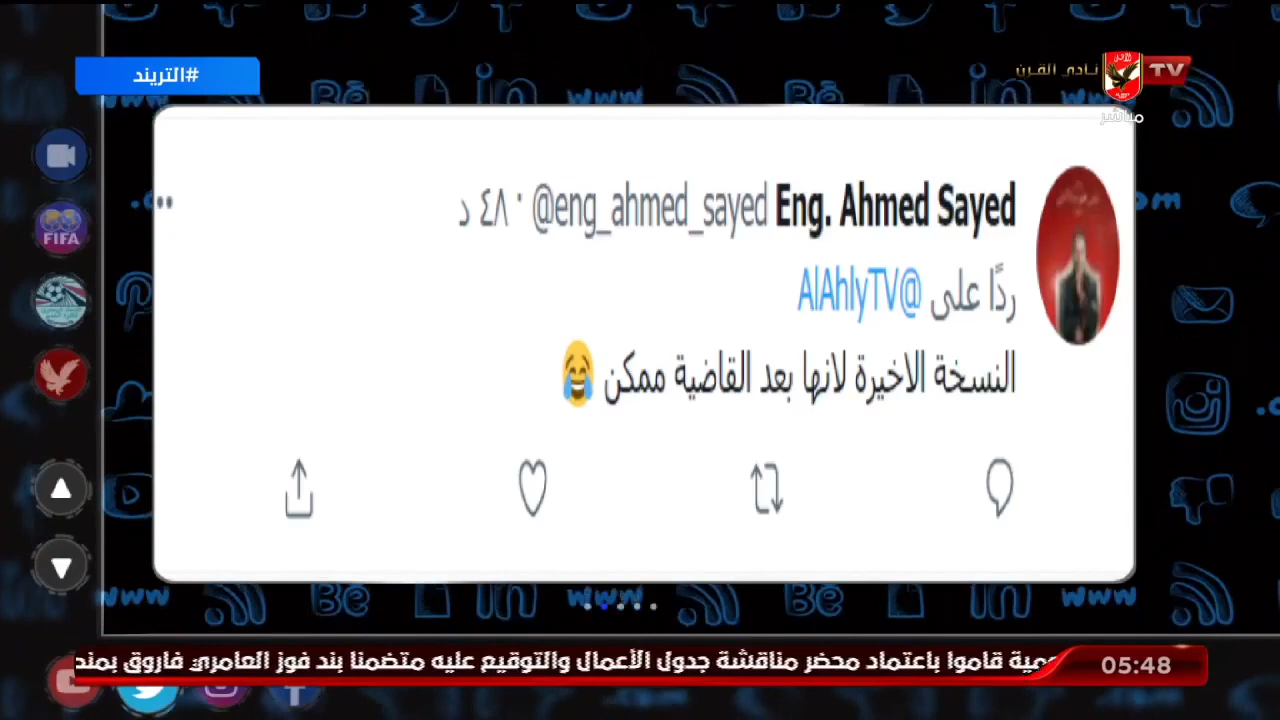 #التريند
نادي القرن
TV
مباشر
Eng. Ahmed Sayed @eng_ahmed_sayed · ٤٨ د
ردًا على @AlAhlyTV
النسخة الاخيرة لانها بعد القاضية ممكن 😂
FIFA
قاموا باعتماد محضر مناقشة جدول الأعمال والتوقيع عليه متضمنا بند فوز العامري فاروق
05:48